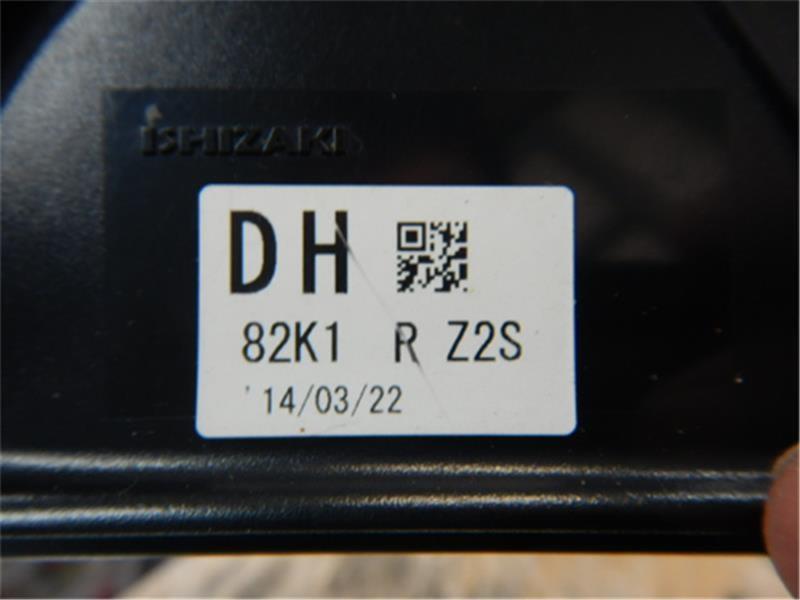 ISHIZAKI
DH
82K1 R Z2S
'14/03/22